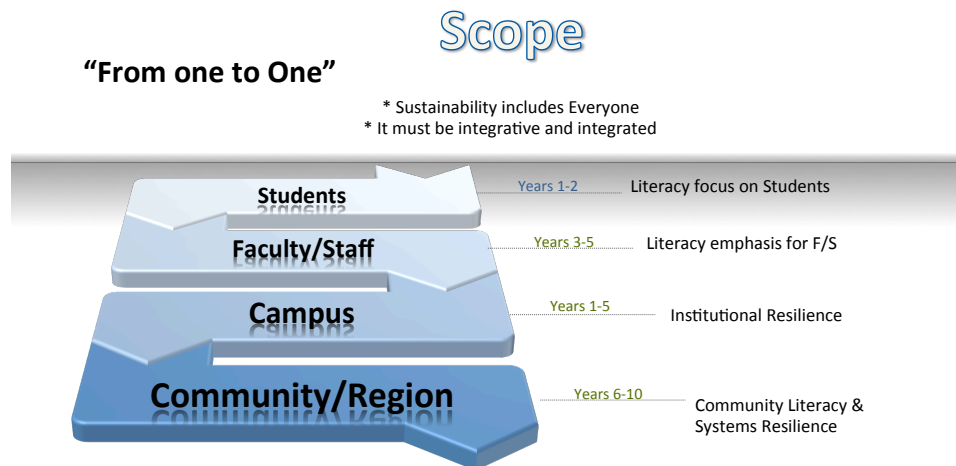 Scope
“From one to One”
* Sustainability includes Everyone
* It must be integrative and integrated
Students
Years 1-2
Literacy focus on Students
Faculty/Staff
Years 3-5
Literacy emphasis for F/S
Campus
Years 1-5
Institutional Resilience
Community/Region
Years 6-10
Community Literacy &
Systems Resilience